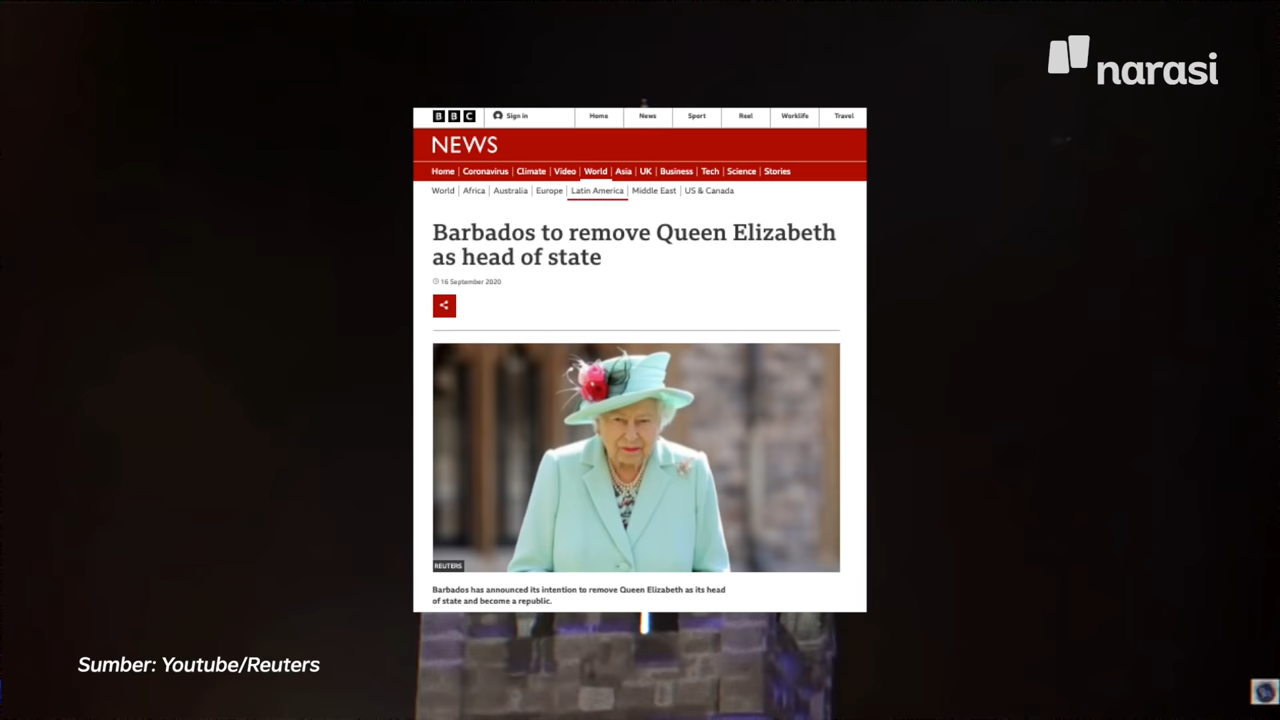 narasi
BBC Sign in Home News Sport Reel Worklife Travel
NEWS
Home Coronavirus Climate Video World Asia UK Business Tech Science Stories
World Africa Australia Europe Latin America Middle East US & Canada
Barbados to remove Queen Elizabeth
as head of state
16 September 2020
REUTERS
Barbados has announced its intention to remove Queen Elizabeth as its head
of state and become a republic.
Sumber: Youtube/Reuters